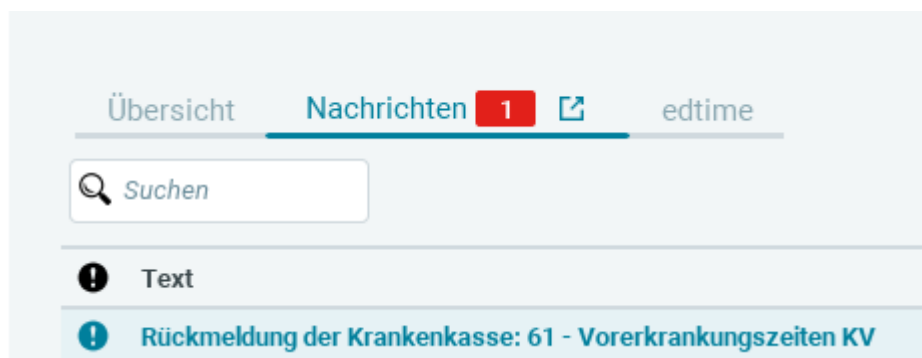 Übersicht Nachrichten 1 edtime
Suchen
Text
Rückmeldung der Krankenkasse: 61 - Vorerkrankungszeiten KV